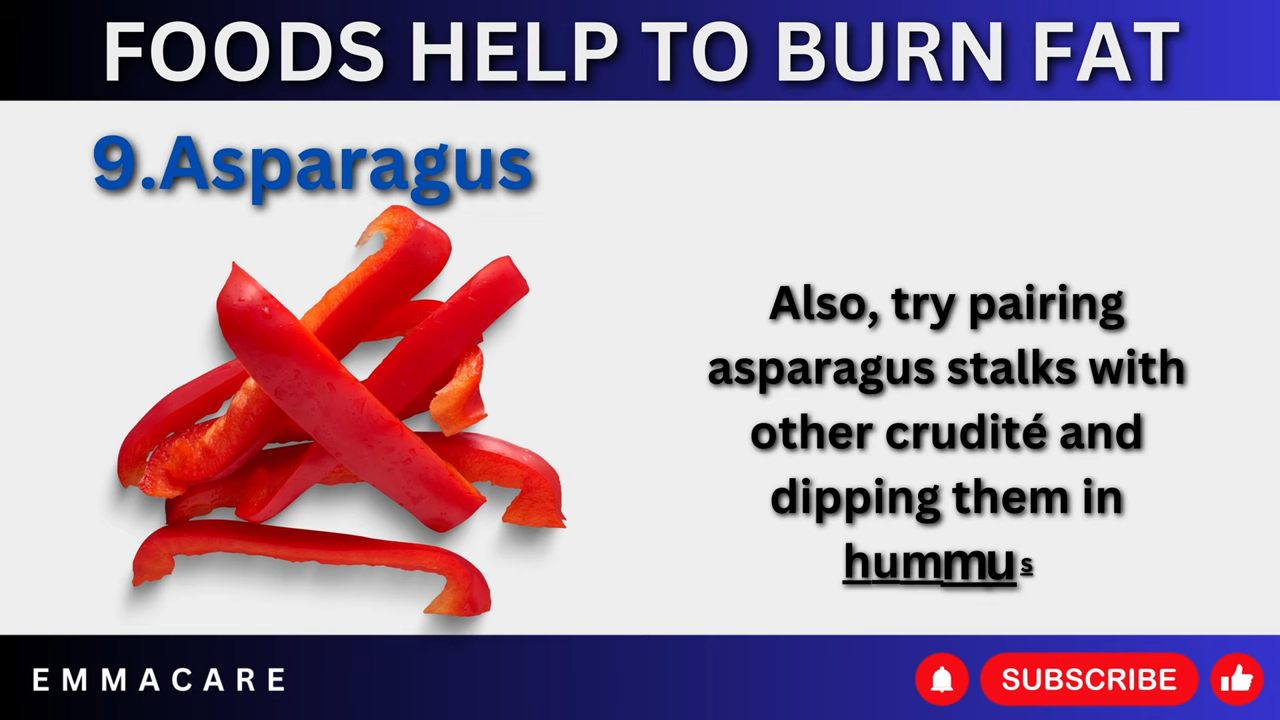 FOODS HELP TO BURN FAT
9.Asparagus
Also, try pairing
asparagus stalks with
other crudité and
dipping them in
hummus
EMMACARE
SUBSCRIBE